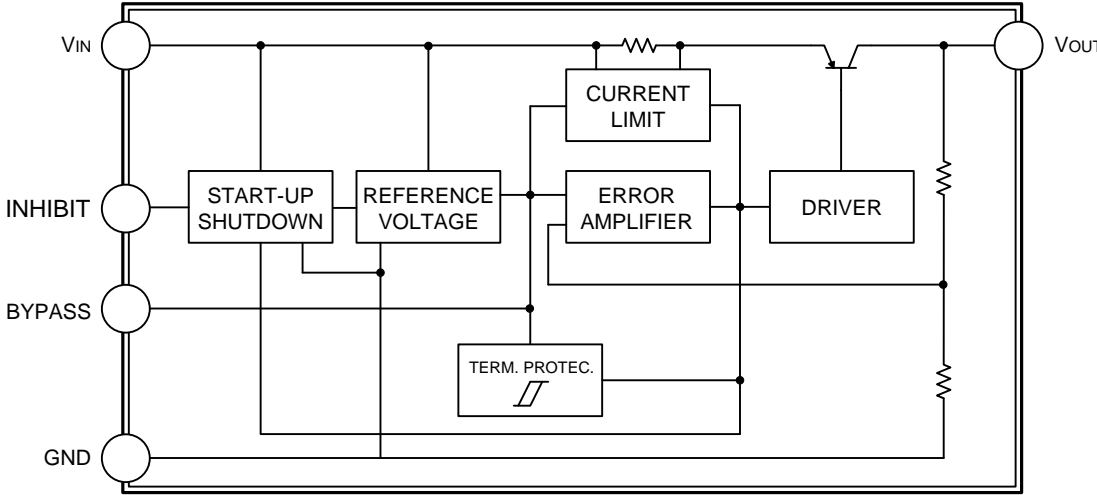 VIN
VOUT
CURRENT
LIMIT
INHIBIT
START-UP
SHUTDOWN
REFERENCE
VOLTAGE
ERROR
AMPLIFIER
DRIVER
BYPASS
TERM. PROTEC.
GND